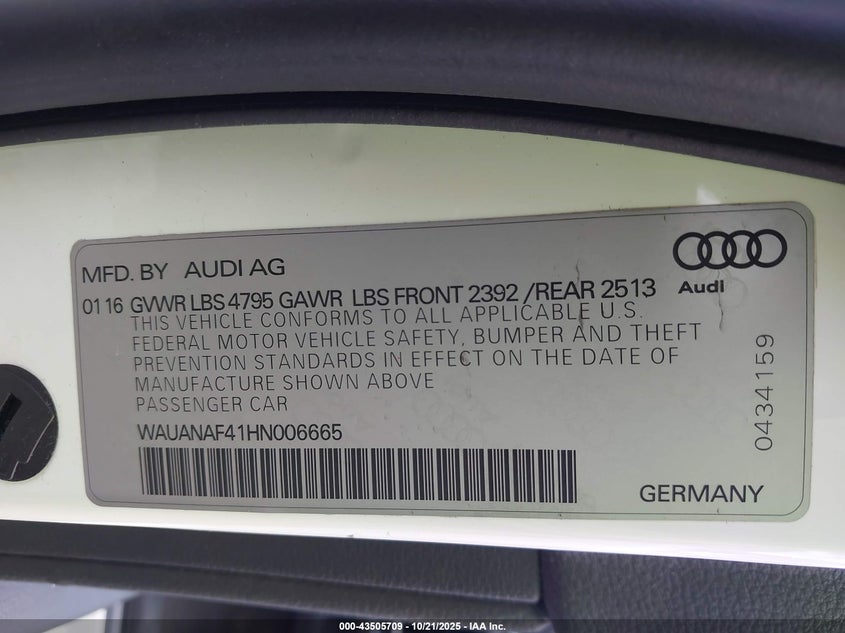 MFD. BY AUDI AG
01 16 GVWR LBS 4795 GAWR LBS FRONT 2392 /REAR 2513
THIS VEHICLE CONFORMS TO ALL APPLICABLE U.S.
FEDERAL MOTOR VEHICLE SAFETY, BUMPER AND THEFT
PREVENTION STANDARDS IN EFFECT ON THE DATE OF
MANUFACTURE SHOWN ABOVE
PASSENGER CAR
WAUANAF41HN006665
Audi
0434159
GERMANY
000-43505709 - 10/21/2025 - IAA Inc.